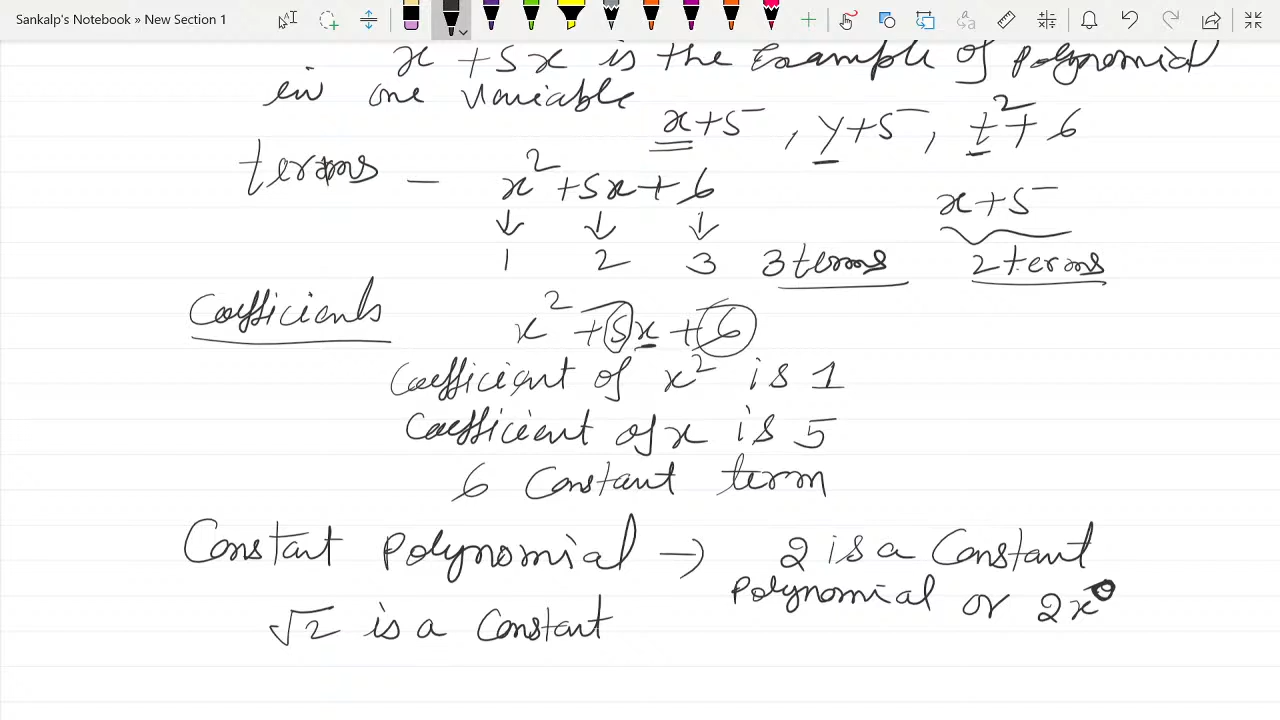 Sankalp's Notebook » New Section 1
x + 5x is the Example of polynomial
in one variable
x+5 , y+5 , t²+6
terms – x² + 5x + 6
x+5
↓ ↓ ↓
1 2 3 3 terms 2 terms
Coefficients x² + 5x + 6
Coefficient of x² is 1
Coefficient of x is 5
6 Constant term
Constant polynomial → 2 is a Constant
polynomial or 2x⁰
√2 is a Constant